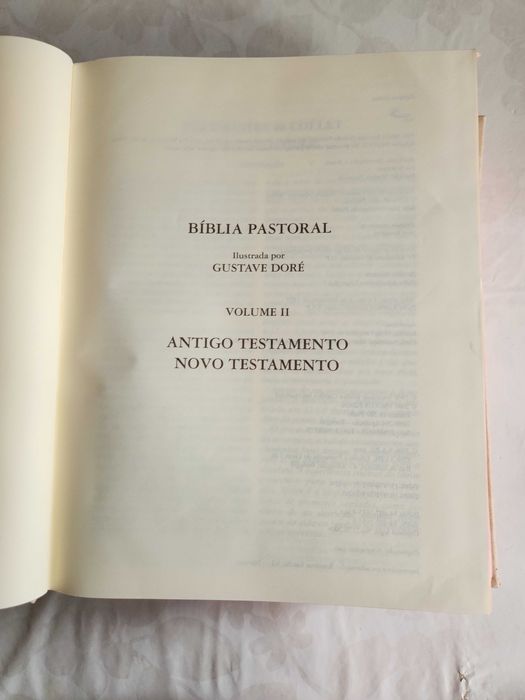 BÍBLIA PASTORAL
Ilustrada por
GUSTAVE DORÉ
VOLUME II
ANTIGO TESTAMENTO
NOVO TESTAMENTO